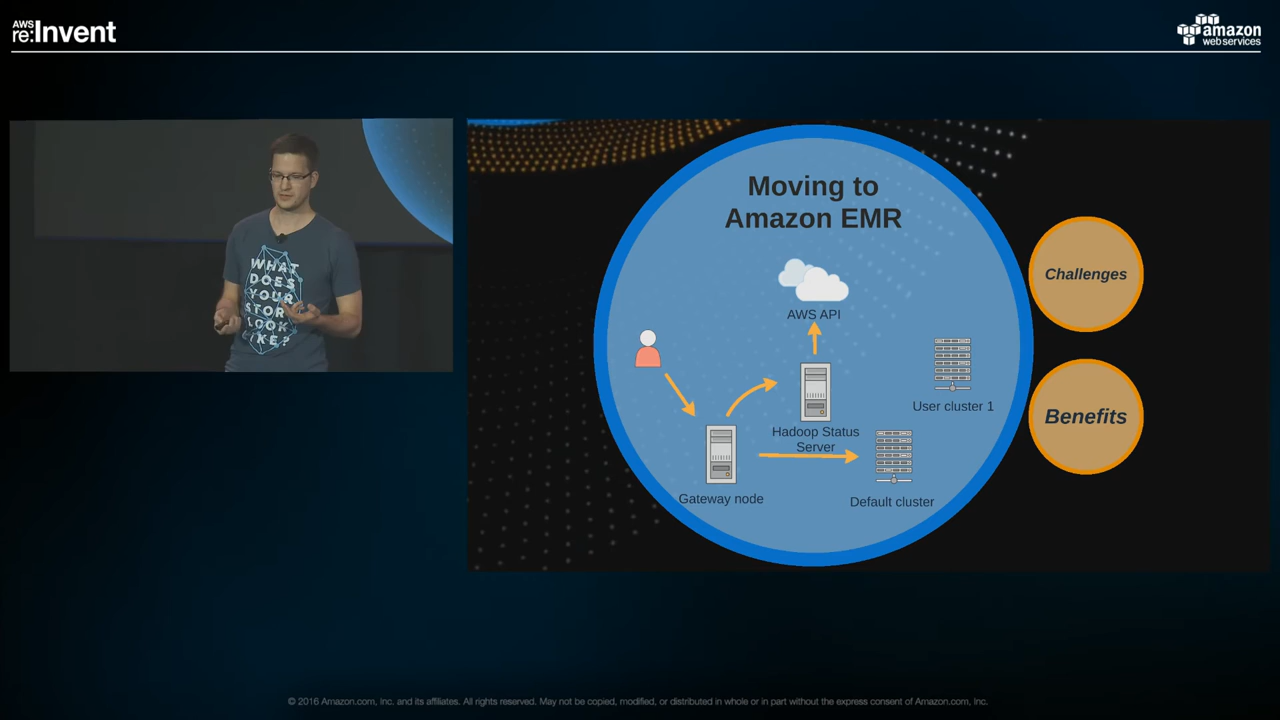 AWS
re:Invent
amazon
web services
WHAT
DOES
YOUR
STOR
LOOK
IKE?
Moving to
Amazon EMR
AWS API
User cluster 1
Hadoop Status
Server
Gateway node
Default cluster
Challenges
Benefits
© 2016 Amazon.com, Inc. and its affiliates. All rights reserved. May not be copied, modified, or distributed in whole or in part without the express consent of Amazon.com, Inc.